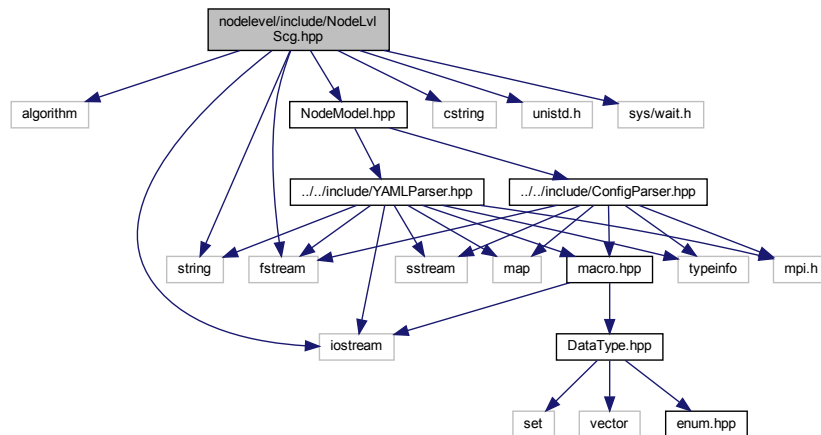 nodelevel/include/NodeLvl
Scg.hpp
algorithm
NodeModel.hpp
cstring
unistd.h
sys/wait.h
../../include/YAMLParser.hpp
../../include/ConfigParser.hpp
string
fstream
sstream
map
macro.hpp
typeinfo
mpi.h
iostream
DataType.hpp
set
vector
enum.hpp